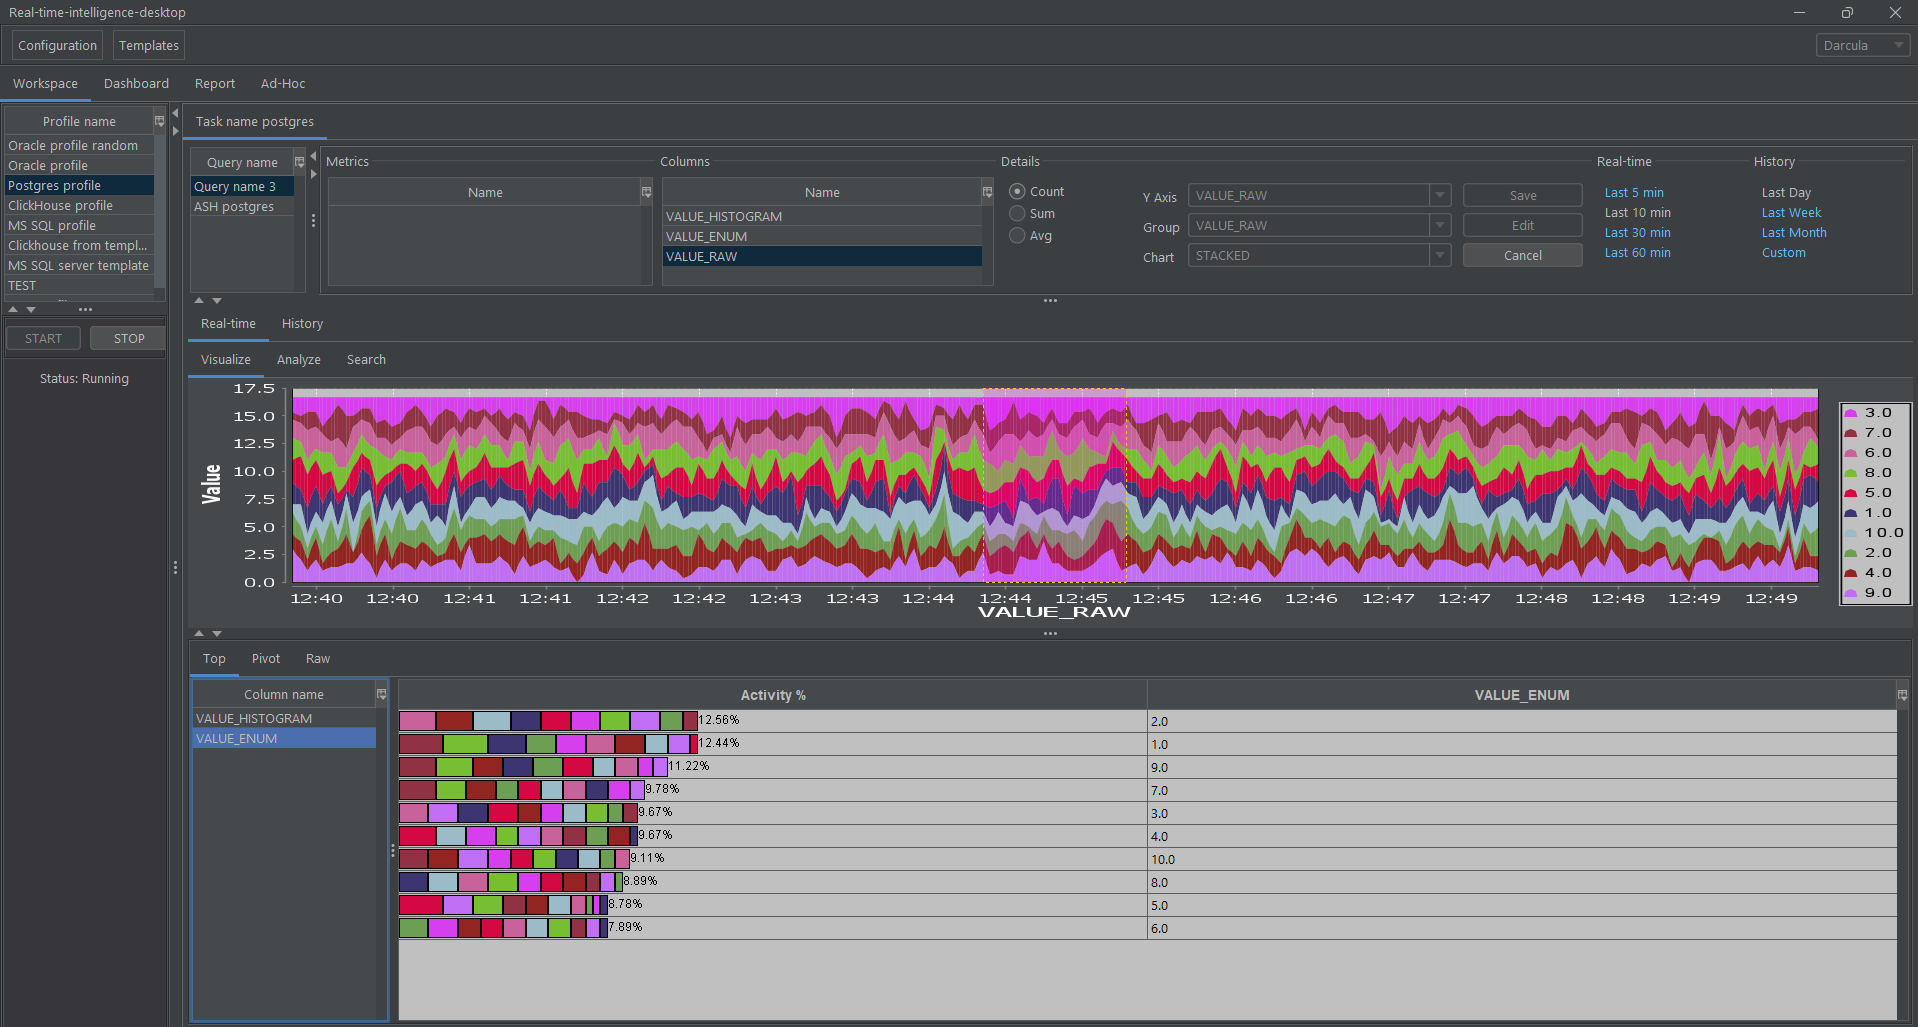 Real-time-intelligence-desktop
Configuration Templates Darcula
Workspace Dashboard Report Ad-Hoc
Profile name
Oracle profile random
Oracle profile
Postgres profile
ClickHouse profile
MS SQL profile
Clickhouse from templ...
MS SQL server template
TEST
START STOP
Status: Running
Task name postgres
Query name
Query name 3
ASH postgres
Metrics
Name
Columns
Name
VALUE_HISTOGRAM
VALUE_ENUM
VALUE_RAW
Details
Count
Sum
Avg
Y Axis VALUE_RAW Save
Group VALUE_RAW Edit
Chart STACKED Cancel
Real-time
Last 5 min
Last 10 min
Last 30 min
Last 60 min
History
Last Day
Last Week
Last Month
Custom
Real-time History
Visualize Analyze Search
Value
17.5
15.0
12.5
10.0
7.5
5.0
2.5
0.0
12:40 12:40 12:41 12:41 12:42 12:42 12:43 12:43 12:44 12:44 12:45 12:45 12:46 12:46 12:47 12:47 12:48 12:48 12:49 12:49
VALUE_RAW
3.0
7.0
6.0
8.0
5.0
1.0
10.0
2.0
4.0
9.0
Top Pivot Raw
Column name
VALUE_HISTOGRAM
VALUE_ENUM
Activity % VALUE_ENUM
12.56% 2.0
12.44% 1.0
11.22% 9.0
9.78% 7.0
9.67% 3.0
9.67% 4.0
9.11% 10.0
8.89% 8.0
8.78% 5.0
7.89% 6.0